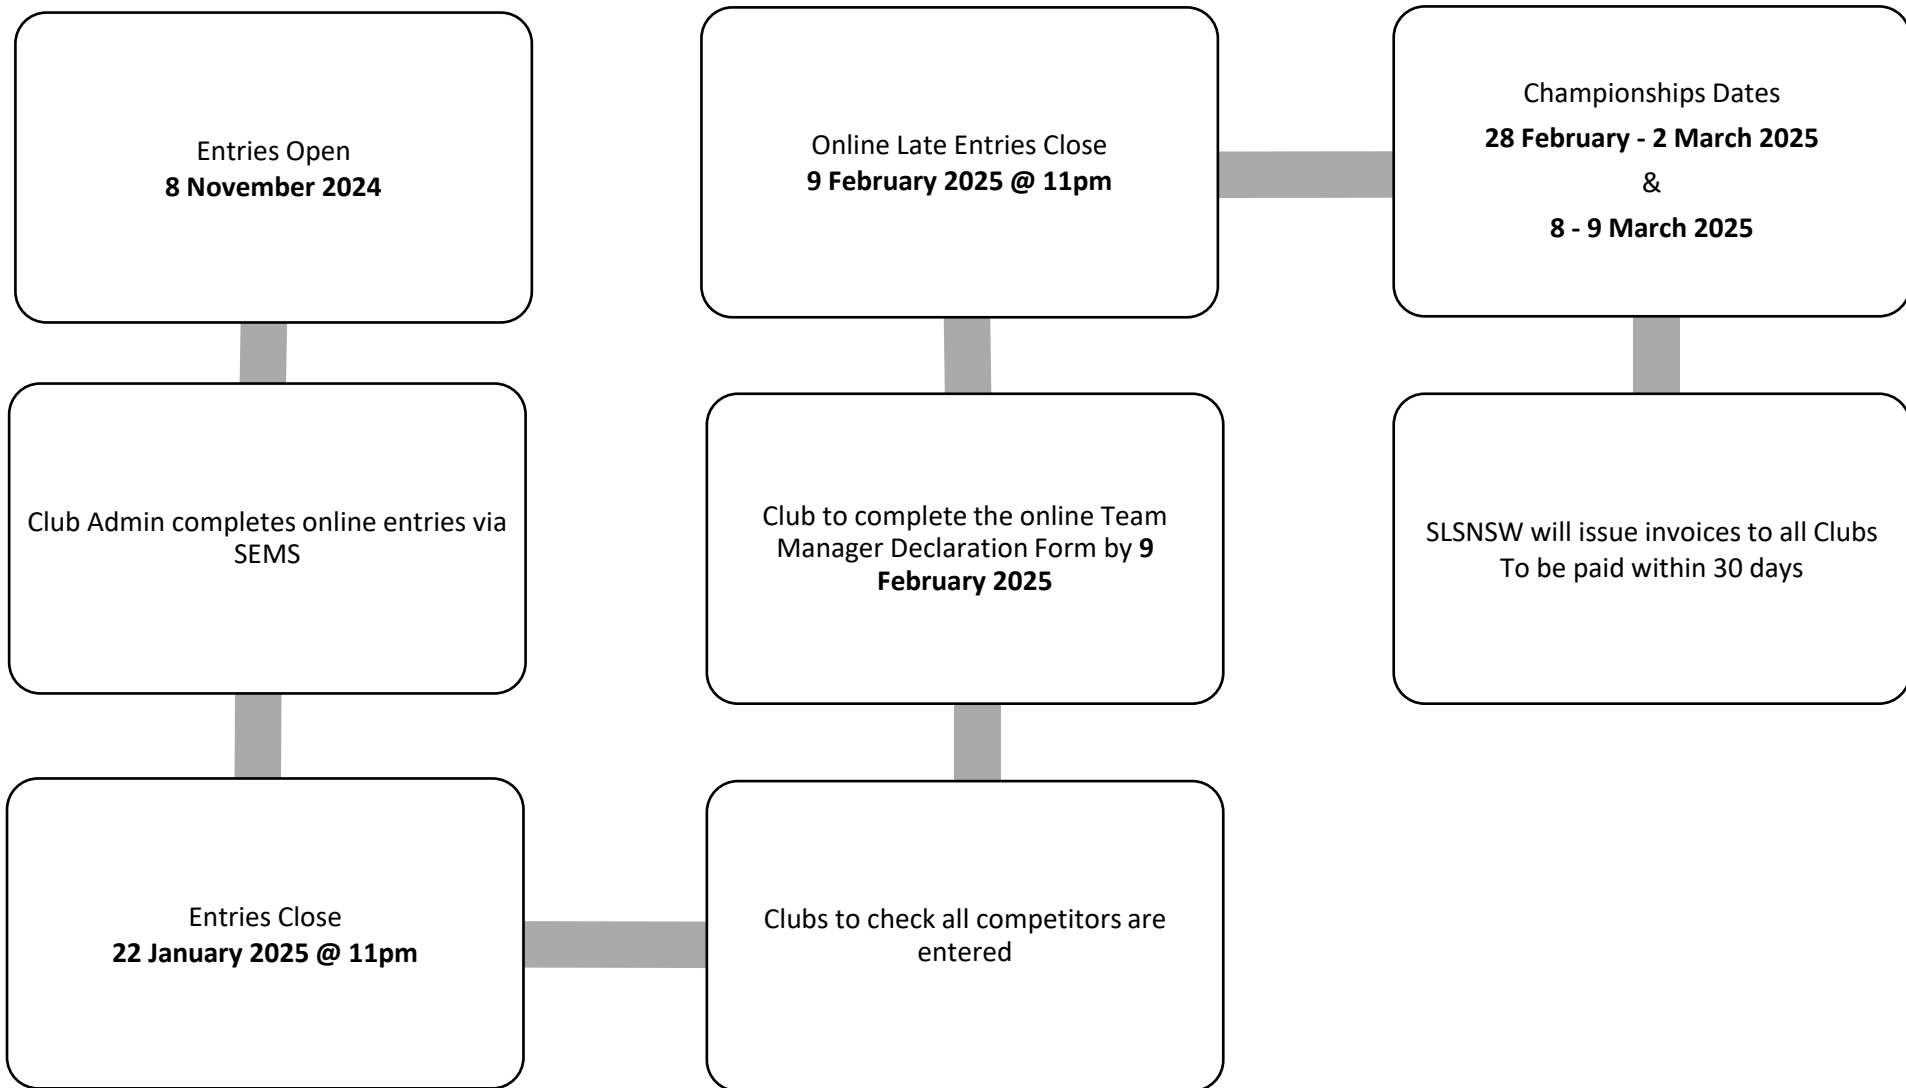 Entries Open
8 November 2024
Club Admin completes online entries via
SEMS
Entries Close
22 January 2025 @ 11pm
Clubs to check all competitors are
entered
Club to complete the online Team
Manager Declaration Form by 9
February 2025
Online Late Entries Close
9 February 2025 @ 11pm
Championships Dates
28 February - 2 March 2025
&
8 - 9 March 2025
SLSNSW will issue invoices to all Clubs
To be paid within 30 days